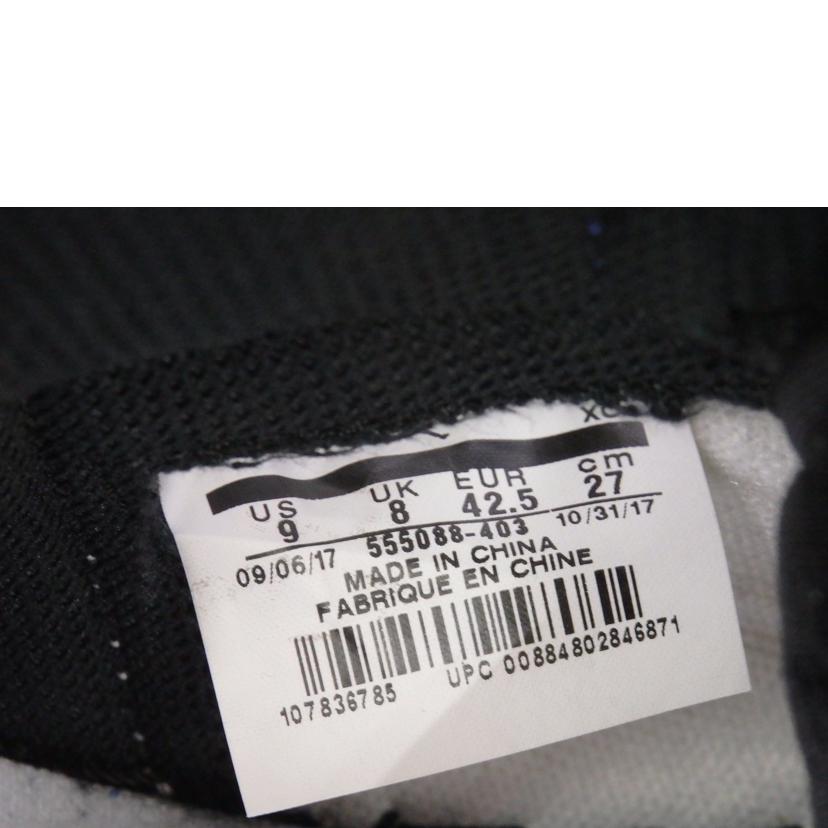 US UK EUR cm
9 8 42.5 27
09/06/17 555088-403 10/31/17
MADE IN CHINA
FABRIQUE EN CHINE
107836785 UPC 00884802846871